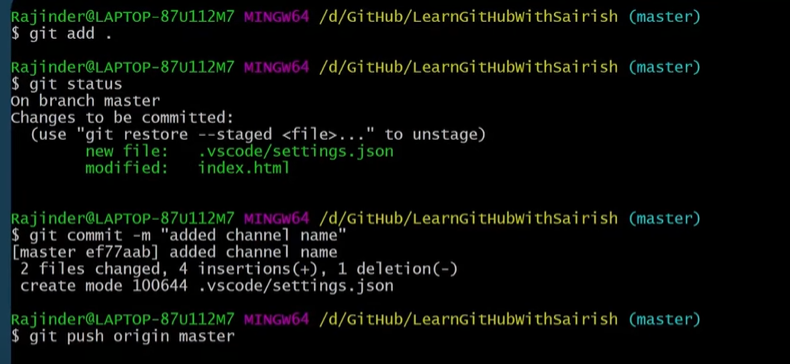 Rajinder@LAPTOP-87U112M7 MINGW64 /d/GitHub/LearnGitHubWithSairish (master)
$ git add .
Rajinder@LAPTOP-87U112M7 MINGW64 /d/GitHub/LearnGitHubWithSairish (master)
$ git status
On branch master
Changes to be committed:
  (use "git restore --staged <file>..." to unstage)
        new file:   .vscode/settings.json
        modified:   index.html
Rajinder@LAPTOP-87U112M7 MINGW64 /d/GitHub/LearnGitHubWithSairish (master)
$ git commit -m "added channel name"
[master ef77aab] added channel name
 2 files changed, 4 insertions(+), 1 deletion(-)
 create mode 100644 .vscode/settings.json
Rajinder@LAPTOP-87U112M7 MINGW64 /d/GitHub/LearnGitHubWithSairish (master)
$ git push origin master